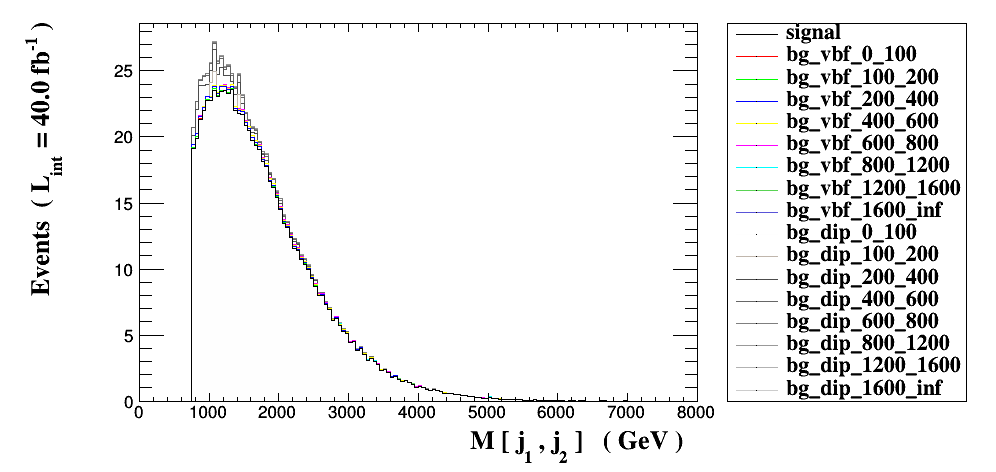 Events ( L_int = 40.0 fb^-1 )
25
20
15
10
5
0
0 1000 2000 3000 4000 5000 6000 7000 8000
M [ j_1 , j_2 ] ( GeV )
signal
bg_vbf_0_100
bg_vbf_100_200
bg_vbf_200_400
bg_vbf_400_600
bg_vbf_600_800
bg_vbf_800_1200
bg_vbf_1200_1600
bg_vbf_1600_inf
bg_dip_0_100
bg_dip_100_200
bg_dip_200_400
bg_dip_400_600
bg_dip_600_800
bg_dip_800_1200
bg_dip_1200_1600
bg_dip_1600_inf